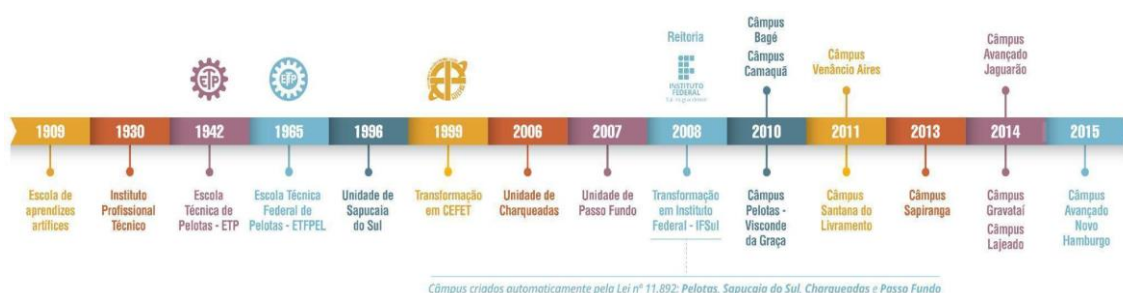 Reitoria
INSTITUTO
FEDERAL
Câmpus
Bagé
Câmpus
Camaquã
Câmpus
Venâncio Aires
Câmpus
Avançado
Jaguarão
ETP
ETP
1909
1930
1942
1965
1996
1999
2006
2007
2008
2010
2011
2013
2014
2015
Escola de
aprendizes
artífices
Instituto
Profissional
Técnico
Escola
Técnica de
Pelotas - ETP
Escola Técnica
Federal de
Pelotas - ETFPEL
Unidade de
Sapucaia
do Sul
Transformação
em CEFET
Unidade de
Charqueadas
Unidade de
Passo Fundo
Transformação
em Instituto
Federal - IFSul
Câmpus
Pelotas -
Visconde
da Graça
Câmpus
Santana do
Livramento
Câmpus
Sapiranga
Câmpus
Gravataí
Câmpus
Lajeado
Câmpus
Avançado
Novo
Hamburgo
Câmpus criados automaticamente pela Lei nº 11.892: Pelotas, Sapucaia do Sul, Charqueadas e Passo Fundo